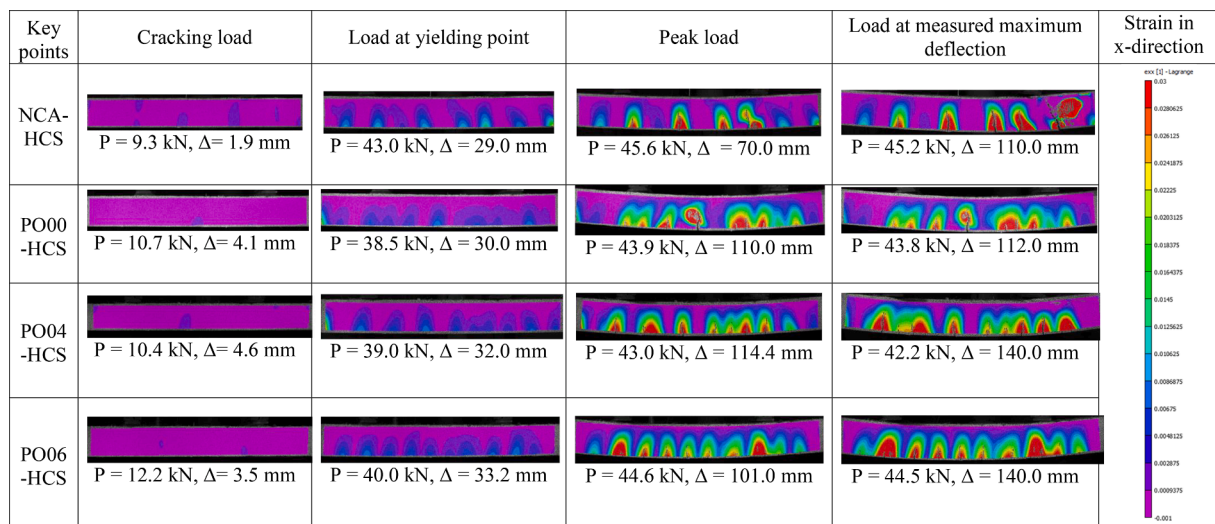 Key points
Cracking load
Load at yielding point
Peak load
Load at measured maximum
deflection
Strain in
x-direction
NCA-
HCS
P = 9.3 kN, Δ= 1.9 mm
P = 43.0 kN, Δ = 29.0 mm
P = 45.6 kN, Δ = 70.0 mm
P = 45.2 kN, Δ = 110.0 mm
PO00
-HCS
P = 10.7 kN, Δ= 4.1 mm
P = 38.5 kN, Δ = 30.0 mm
P = 43.9 kN, Δ = 110.0 mm
P = 43.8 kN, Δ = 112.0 mm
PO04
-HCS
P = 10.4 kN, Δ= 4.6 mm
P = 39.0 kN, Δ = 32.0 mm
P = 43.0 kN, Δ = 114.4 mm
P = 42.2 kN, Δ = 140.0 mm
PO06
-HCS
P = 12.2 kN, Δ= 3.5 mm
P = 40.0 kN, Δ = 33.2 mm
P = 44.6 kN, Δ = 101.0 mm
P = 44.5 kN, Δ = 140.0 mm
exx [1] - Lagrange
0.03
0.0280625
0.026125
0.0241875
0.02225
0.0203125
0.018375
0.0164375
0.0145
0.0125625
0.010625
0.0086875
0.00675
0.0048125
0.002875
0.0009375
-0.001